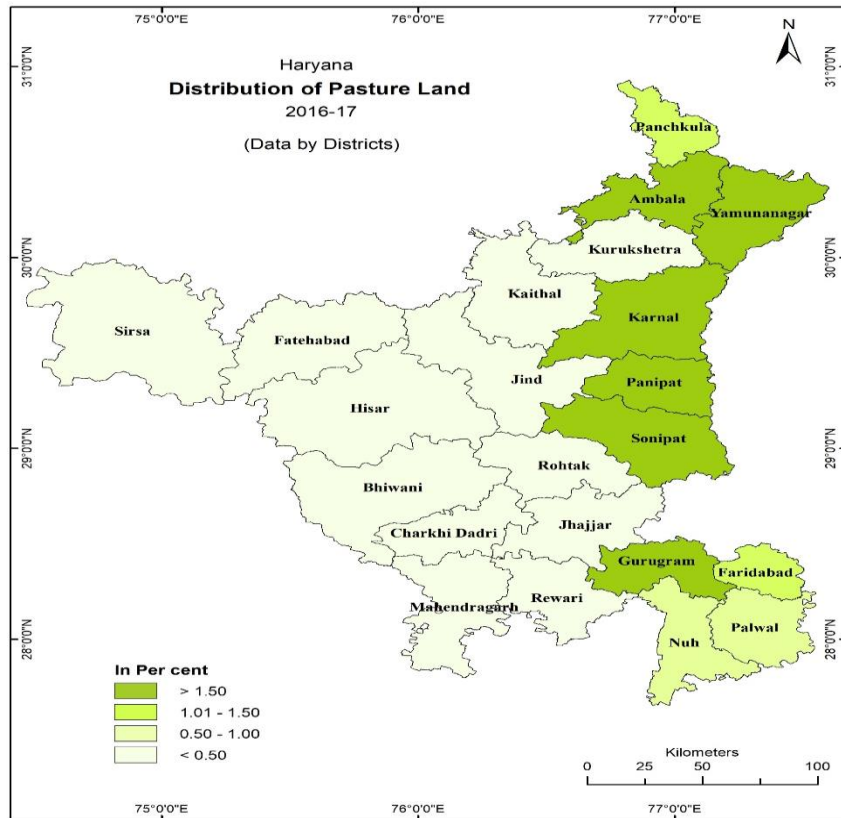 75°0'0"E 76°0'0"E 77°0'0"E
N
Haryana
Distribution of Pasture Land
2016-17
(Data by Districts)
31°0'0"N 31°0'0"N
Panchkula
Ambala
Yamunanagar
Kurukshetra
30°0'0"N 30°0'0"N
Kaithal
Karnal
Sirsa
Fatehabad
Jind
Panipat
Hisar
Sonipat
29°0'0"N 29°0'0"N
Rohtak
Bhiwani
Jhajjar
Charkhi Dadri
Gurugram
Faridabad
Rewari
Mahendragarh
Palwal
Nuh
28°0'0"N 28°0'0"N
In Per cent
> 1.50
1.01 - 1.50
0.50 - 1.00
< 0.50
Kilometers
0 25 50 100
75°0'0"E 76°0'0"E 77°0'0"E